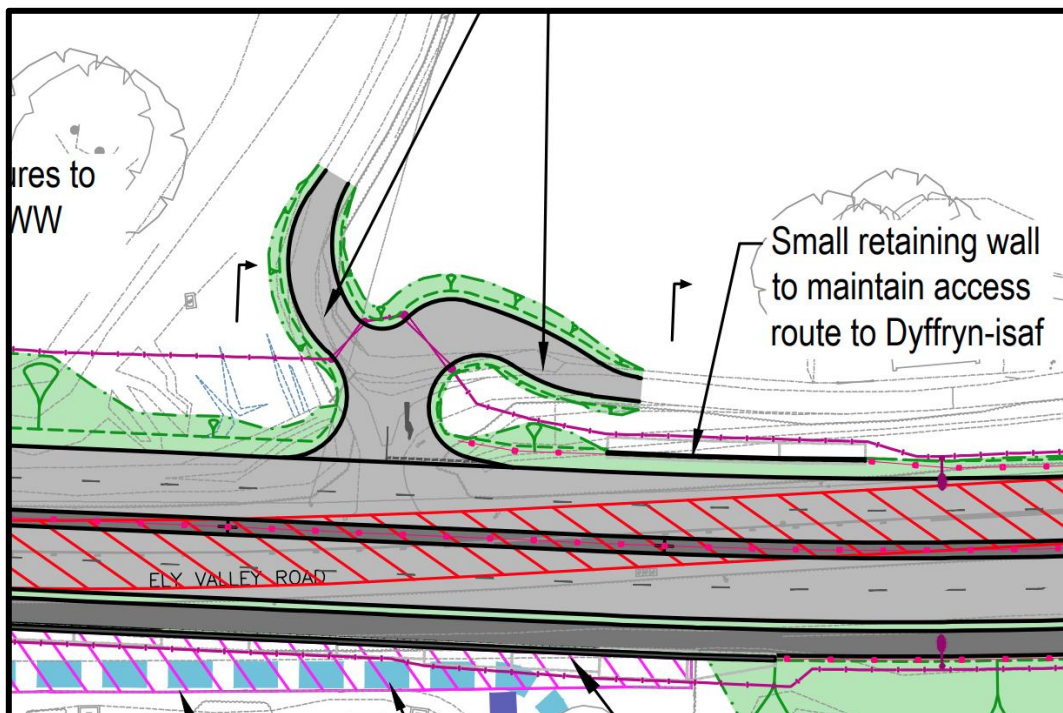 ures to
WW
Small retaining wall
to maintain access
route to Dyffryn-isaf
ELY VALLEY ROAD